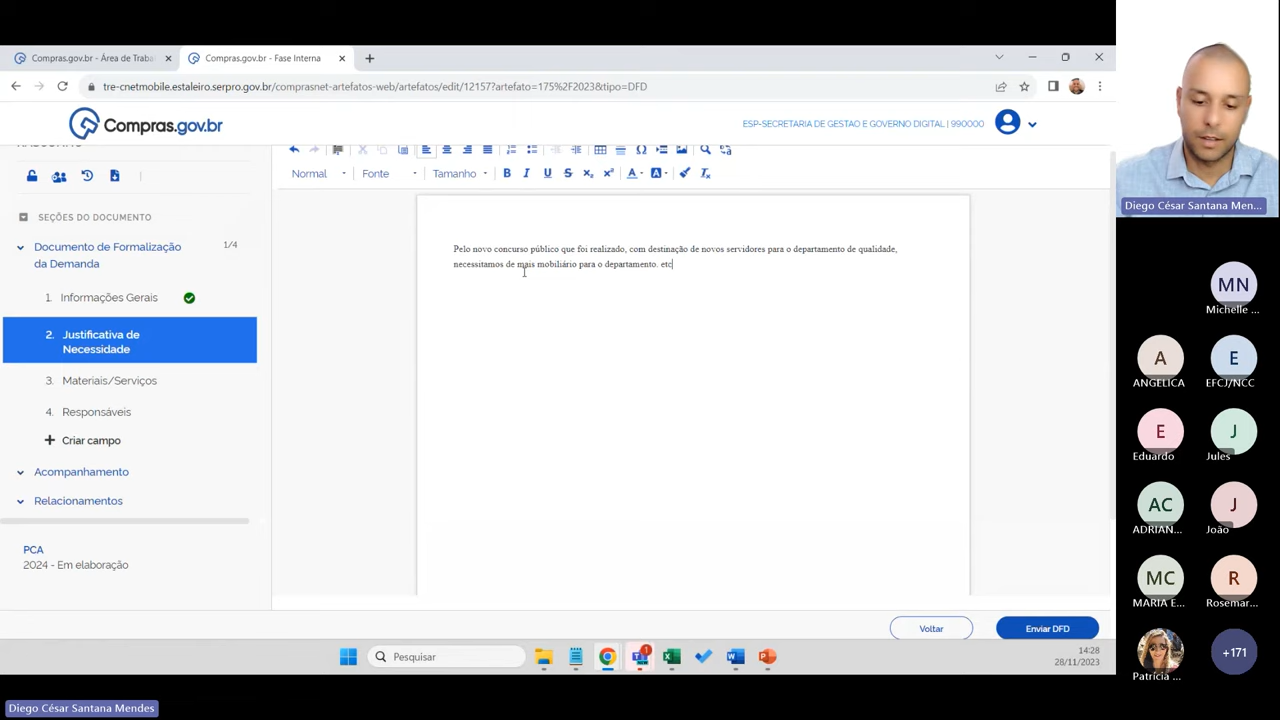 Compras.gov.br - Área de Traba
Compras.gov.br - Fase Interna
tre-cnetmobile.estaleiro.serpro.gov.br/comprasnet-artefatos-web/artefatos/edit/12157?artefato=175%2F2023&tipo=DFD
Compras.gov.br
ESP-SECRETARIA DE GESTAO E GOVERNO DIGITAL | 990000
Normal
Fonte
Tamanho
SEÇÕES DO DOCUMENTO
Documento de Formalização
da Demanda
1/4
1. Informações Gerais
2. Justificativa de
Necessidade
3. Materiais/Serviços
4. Responsáveis
+ Criar campo
Acompanhamento
Relacionamentos
PCA
2024 - Em elaboração
Pelo novo concurso público que foi realizado, com destinação de novos servidores para o departamento de qualidade,
necessitamos de mais mobiliário para o departamento. etc
Voltar
Enviar DFD
Pesquisar
1
14:28
28/11/2023
Diego César Santana Men...
MN
Michelle ...
A
ANGELICA
E
EFCJ/NCC
E
Eduardo
J
Jules
AC
ADRIAN...
J
João
MC
MARIA E...
R
Rosemar...
Patrícia ...
+171
Diego César Santana Mendes